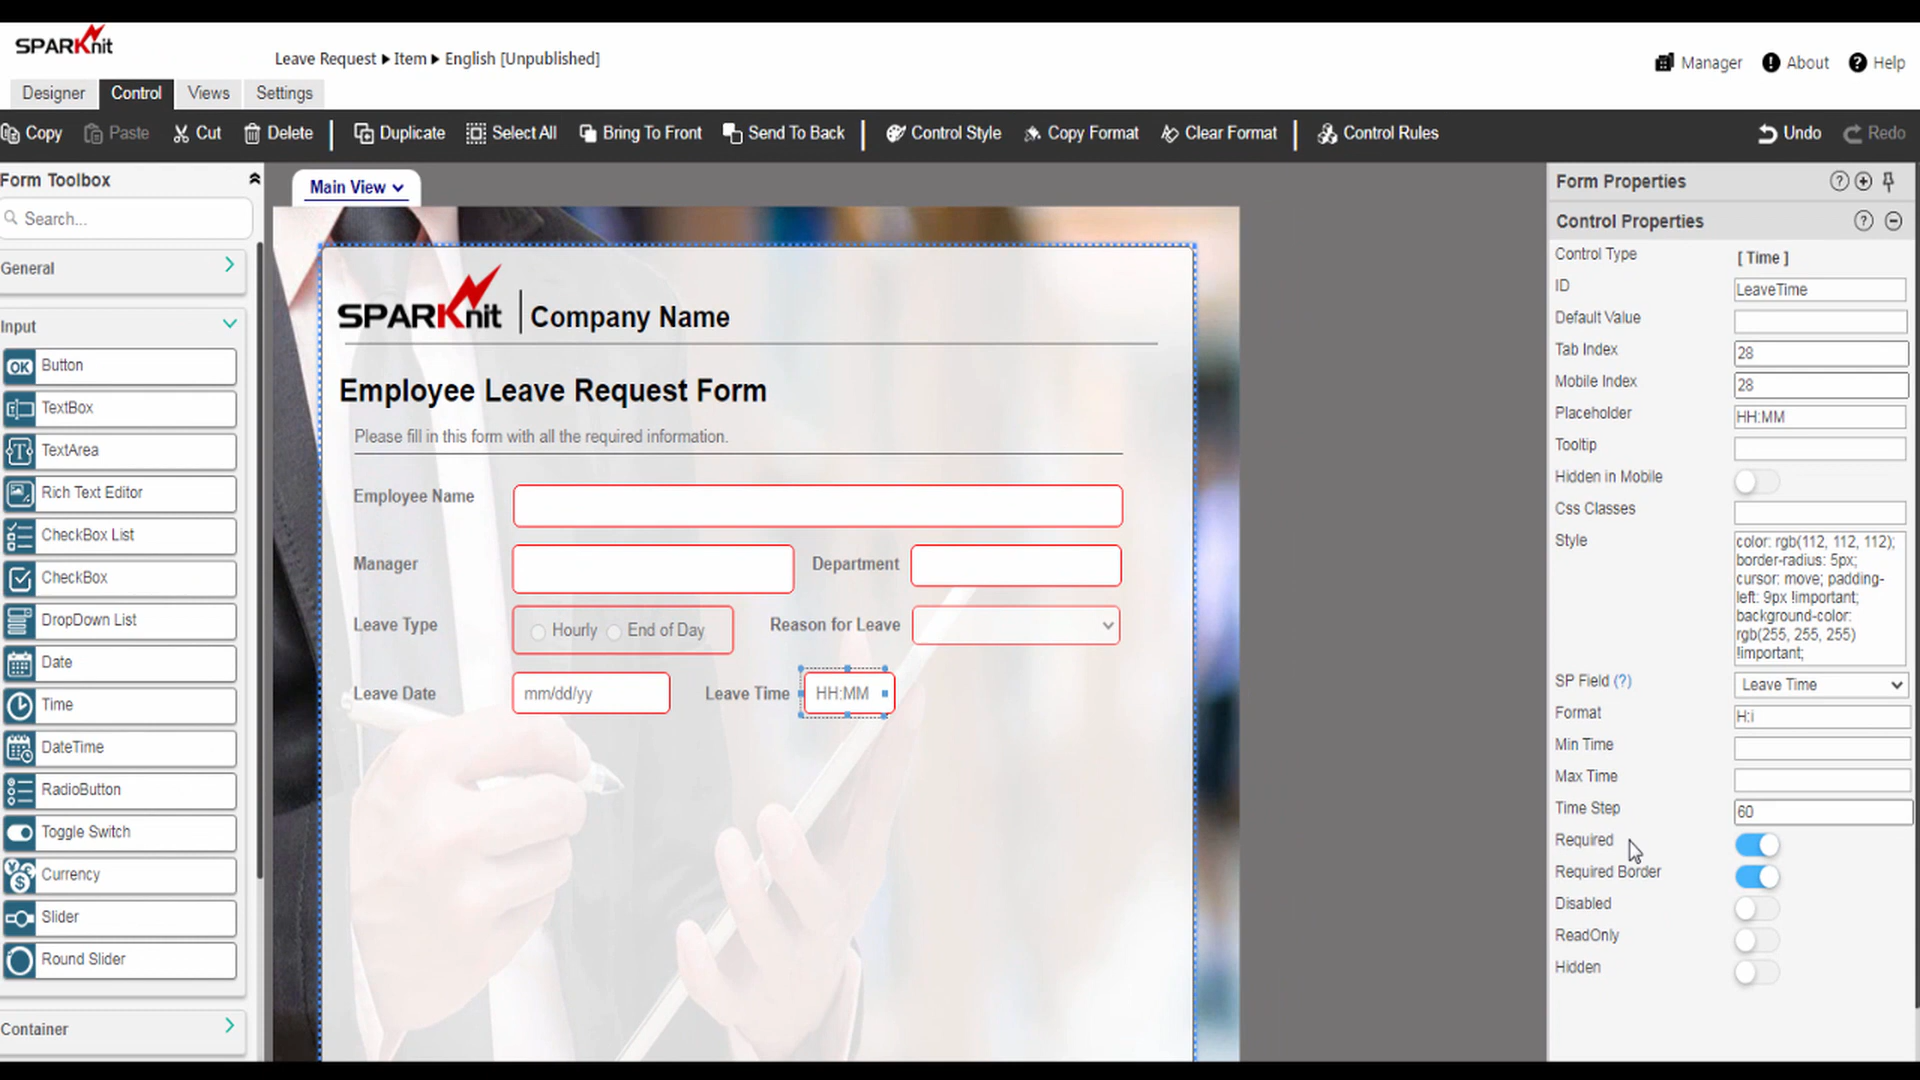 SPARKnit
Leave Request ▶ Item ▶ English [Unpublished]
Manager
About
Help
Designer
Control
Views
Settings
Copy
Paste
Cut
Delete
Duplicate
Select All
Bring To Front
Send To Back
Control Style
Copy Format
Clear Format
Control Rules
Undo
Redo
Form Toolbox
Search...
General
Input
OK Button
TextBox
TextArea
Rich Text Editor
CheckBox List
CheckBox
DropDown List
Date
Time
DateTime
RadioButton
Toggle Switch
Currency
Slider
Round Slider
Container
Main View
SPARKnit | Company Name
Employee Leave Request Form
Please fill in this form with all the required information.
Employee Name
Manager
Department
Leave Type
Hourly
End of Day
Reason for Leave
Leave Date
mm/dd/yy
Leave Time
HH:MM
Form Properties
Control Properties
Control Type
[ Time ]
ID
LeaveTime
Default Value
Tab Index
28
Mobile Index
28
Placeholder
HH:MM
Tooltip
Hidden in Mobile
Css Classes
Style
color: rgb(112, 112, 112);
border-radius: 5px;
cursor: move; padding-
left: 9px !important;
background-color:
rgb(255, 255, 255)
!important;
SP Field (?)
Leave Time
Format
H:i
Min Time
Max Time
Time Step
60
Required
Required Border
Disabled
ReadOnly
Hidden